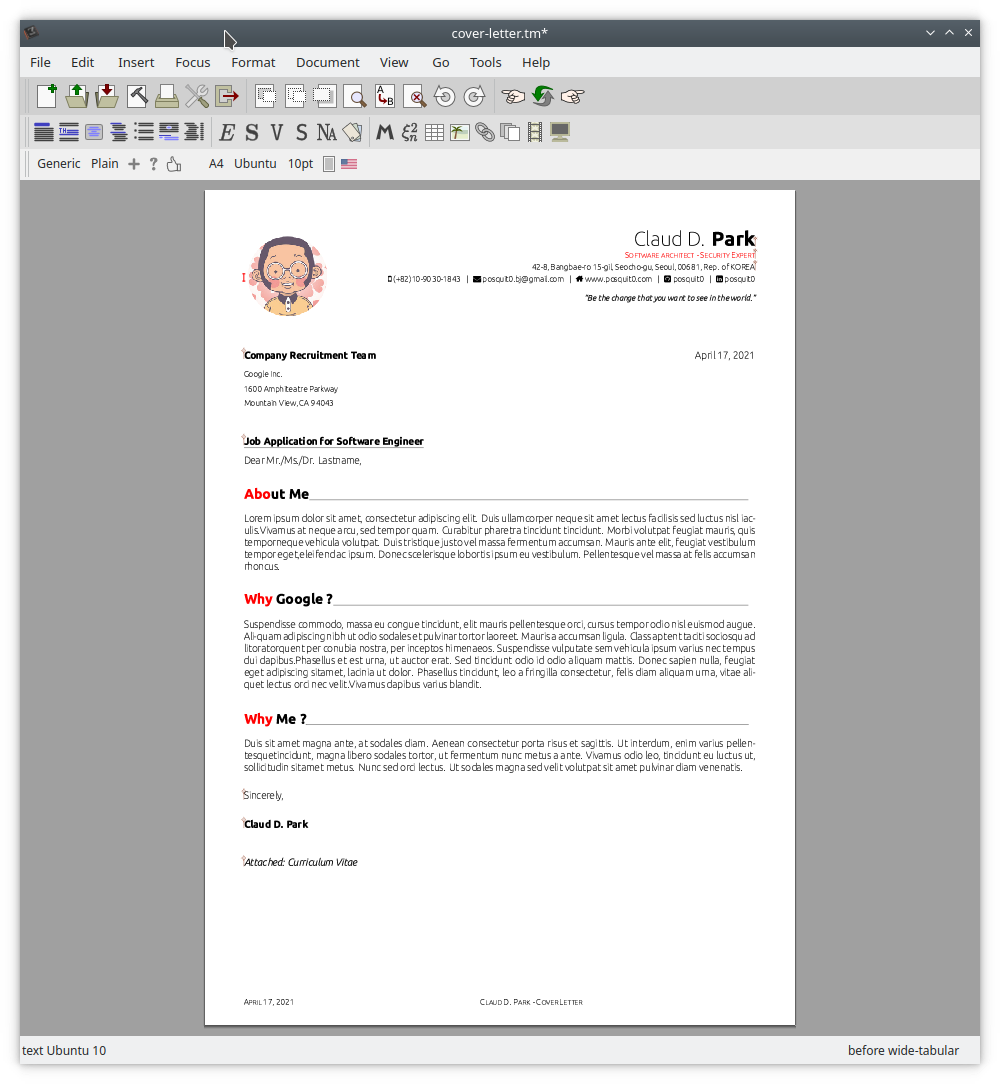 cover-letter.tm*
File Edit Insert Focus Format Document View Go Tools Help
E S V S NA M
Generic Plain + ? A4 Ubuntu 10pt
Claud D. Park
SOFTWARE ARCHITECT - SECURITY EXPERT
42-8, Bangbae-ro 15-gil, Seocho-gu, Seoul, 00681, Rep. of KOREA
(+82)10-9030-1843 | posquit0.bj@gmail.com | www.posquit0.com | posquit0 | posquit0
"Be the change that you want to see in the world."
Company Recruitment Team April 17, 2021
Google Inc.
1600 Amphiteatre Parkway
Mountain View, CA 94043
Job Application for Software Engineer
Dear Mr./Ms./Dr. Lastname,
About Me
Lorem ipsum dolor sit amet, consectetur adipiscing elit. Duis ullamcorper neque sit amet lectus facilisis sed luctus nisl iac-
ulis.Vivamus at neque arcu, sed tempor quam. Curabitur pharetra tincidunt tincidunt. Morbi volutpat feugiat mauris, quis
temporneque vehicula volutpat. Duis tristique justo vel massa fermentum accumsan. Mauris ante elit, feugiat vestibulum
tempor eget,eleifend ac ipsum. Donec scelerisque lobortis ipsum eu vestibulum. Pellentesque vel massa at felis accumsan
rhoncus.
Why Google ?
Suspendisse commodo, massa eu congue tincidunt, elit mauris pellentesque orci, cursus tempor odio nisl euismod augue.
Ali-quam adipiscing nibh ut odio sodales et pulvinar tortor laoreet. Mauris a accumsan ligula. Class aptent taciti sociosqu ad
litoratorquent per conubia nostra, per inceptos himenaeos. Suspendisse vulputate sem vehicula ipsum varius nec tempus
dui dapibus.Phasellus et est urna, ut auctor erat. Sed tincidunt odio id odio aliquam mattis. Donec sapien nulla, feugiat
eget adipiscing sitamet, lacinia ut dolor. Phasellus tincidunt, leo a fringilla consectetur, felis diam aliquam urna, vitae ali-
quet lectus orci nec velit.Vivamus dapibus varius blandit.
Why Me ?
Duis sit amet magna ante, at sodales diam. Aenean consectetur porta risus et sagittis. Ut interdum, enim varius pellen-
tesquetincidunt, magna libero sodales tortor, ut fermentum nunc metus a ante. Vivamus odio leo, tincidunt eu luctus ut,
sollicitudin sitamet metus. Nunc sed orci lectus. Ut sodales magna sed velit volutpat sit amet pulvinar diam venenatis.
Sincerely,
Claud D. Park
Attached: Curriculum Vitae
APRIL 17, 2021 CLAUD D. PARK - COVER LETTER
text Ubuntu 10 before wide-tabular